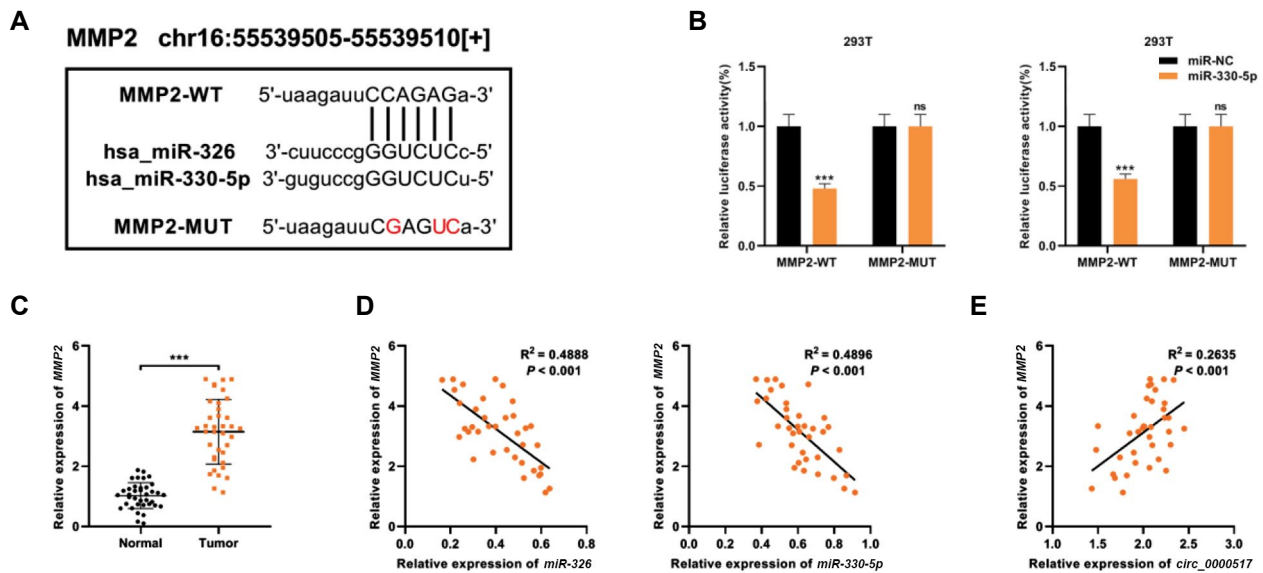 A
MMP2 chr16:55539505-55539510[+]
MMP2-WT 5'-uaagauuCCAGAGa-3'
hsa_miR-326 3'-cuucccgGGUCUCc-5'
hsa_miR-330-5p 3'-guguccgGGUCUCu-5'
MMP2-MUT 5'-uaagauuCGAGUCa-3'
B
293T
Relative luciferase activity(%)
1.5
1.0
0.5
0.0
***
ns
MMP2-WT MMP2-MUT
293T
miR-NC
miR-330-5p
Relative luciferase activity(%)
1.5
1.0
0.5
0.0
***
ns
MMP2-WT MMP2-MUT
C
Relative expression of MMP2
6
4
2
0
***
Normal Tumor
D
Relative expression of MMP2
6
4
2
0
R² = 0.4888
P < 0.001
0.0 0.2 0.4 0.6 0.8
Relative expression of miR-326
Relative expression of MMP2
6
4
2
0
R² = 0.4896
P < 0.001
0.0 0.2 0.4 0.6 0.8 1.0
Relative expression of miR-330-5p
E
Relative expression of MMP2
6
4
2
0
R² = 0.2635
P < 0.001
1.0 1.5 2.0 2.5 3.0
Relative expression of circ_0000517